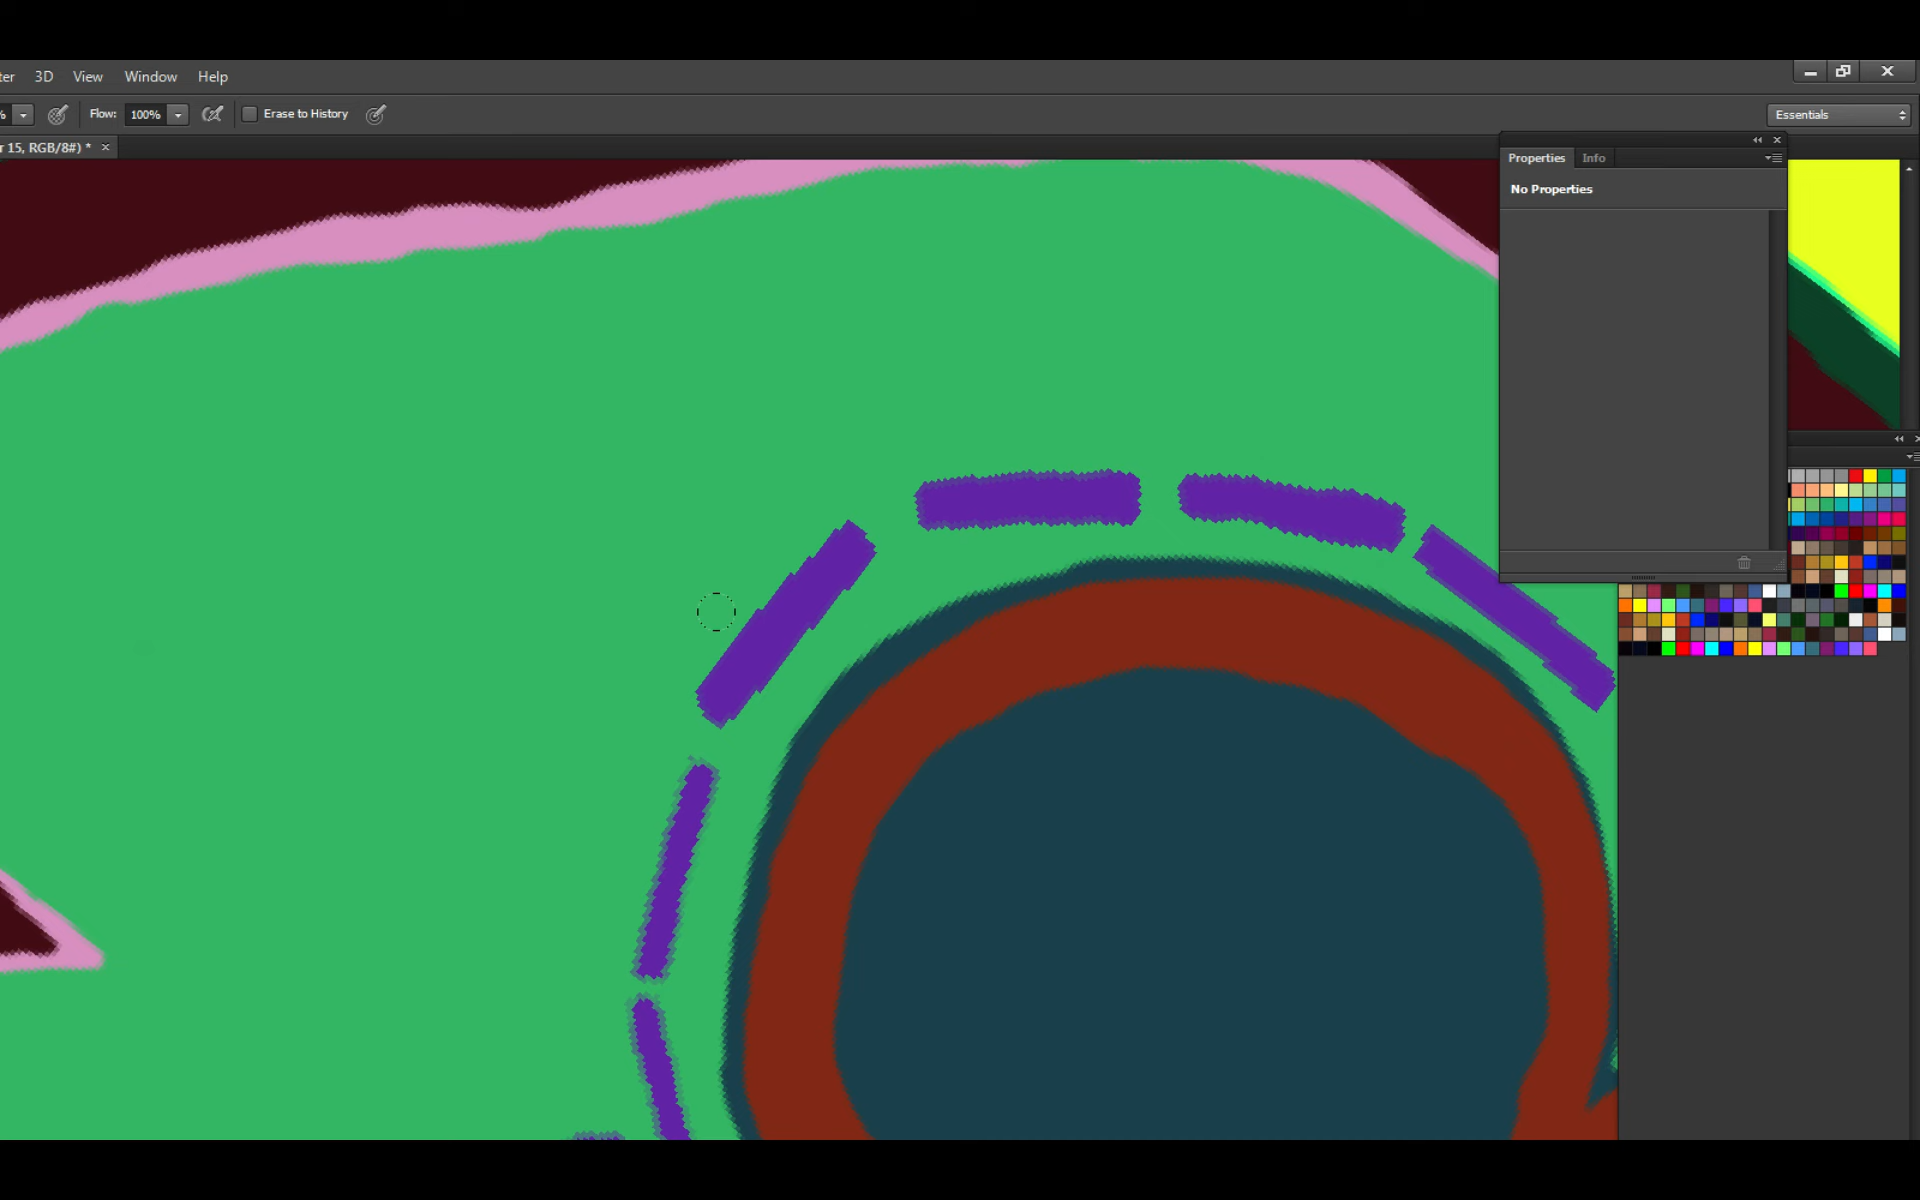 ter 3D View Window Help
% Flow: 100% Erase to History Essentials
r 15, RGB/8#) * ×
Properties Info
No Properties